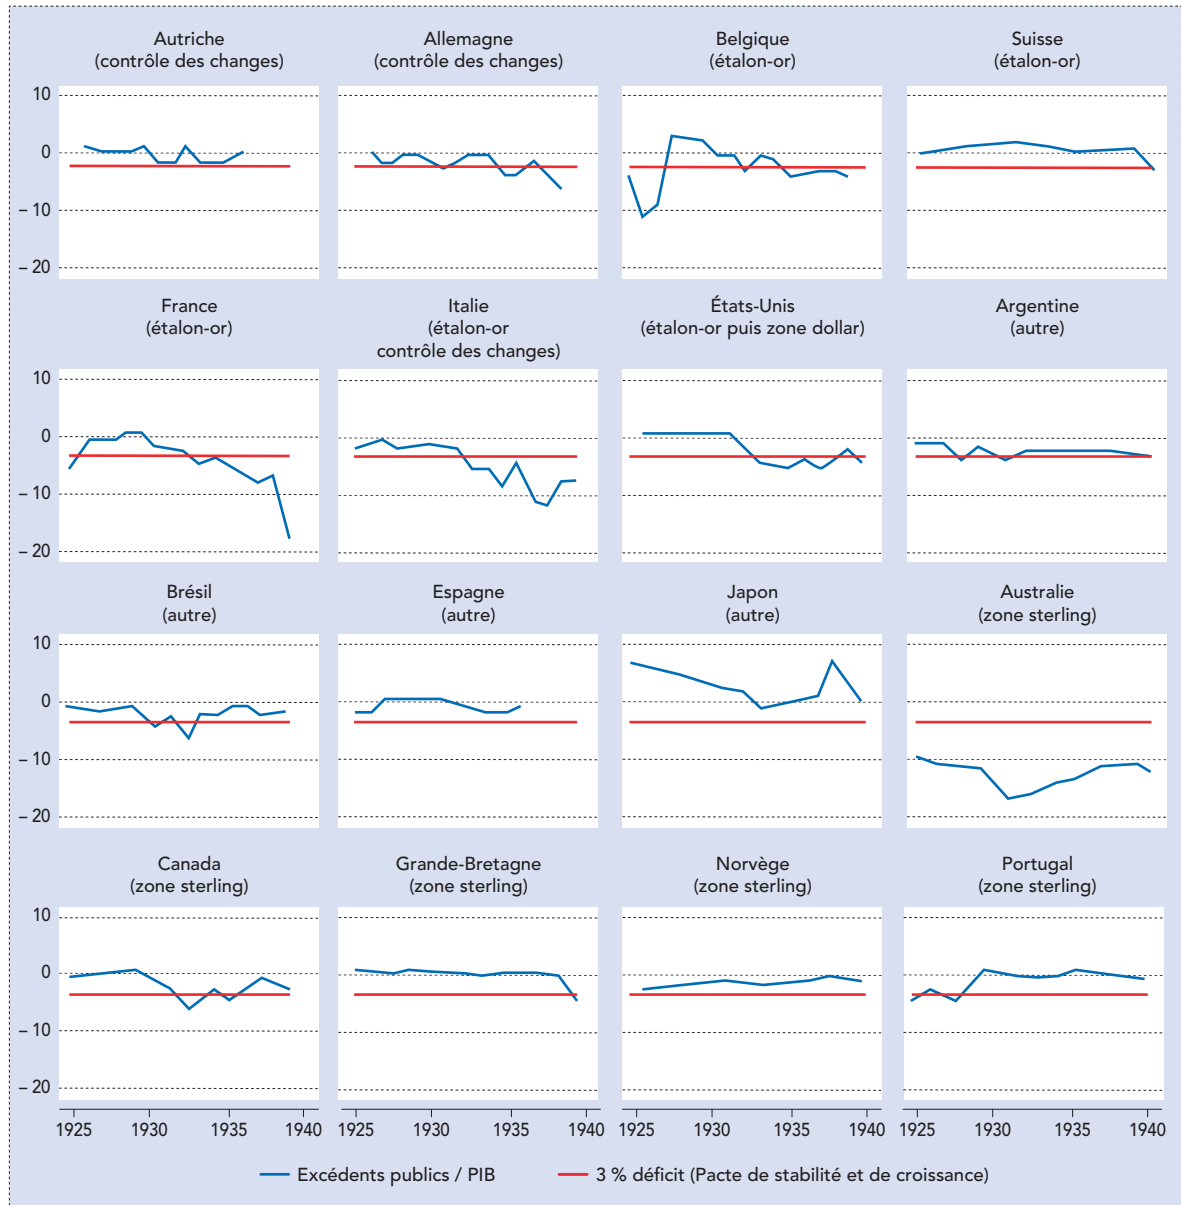 Autriche
(contrôle des changes)
Allemagne
(contrôle des changes)
Belgique
(étalon-or)
Suisse
(étalon-or)
10
0
– 10
– 20
France
(étalon-or)
Italie
(étalon-or
contrôle des changes)
États-Unis
(étalon-or puis zone dollar)
Argentine
(autre)
10
0
– 10
– 20
Brésil
(autre)
Espagne
(autre)
Japon
(autre)
Australie
(zone sterling)
10
0
– 10
– 20
Canada
(zone sterling)
Grande-Bretagne
(zone sterling)
Norvège
(zone sterling)
Portugal
(zone sterling)
10
0
– 10
– 20
1925 1930 1935 1940 1925 1930 1935 1940 1925 1930 1935 1940 1925 1930 1935 1940
Excédents publics / PIB 3 % déficit (Pacte de stabilité et de croissance)